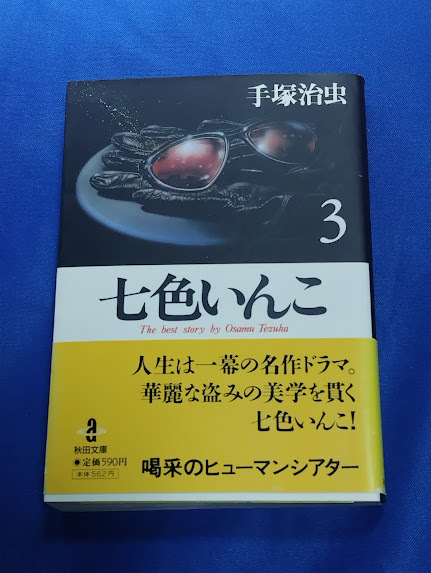 手塚治虫
3
七色いんこ
The best story by Osamu Tezuka
人生は一幕の名作ドラマ。
華麗な盗みの美学を貫く
七色いんこ!
a
秋田文庫
●定価590円
本体562円
喝采のヒューマンシアター